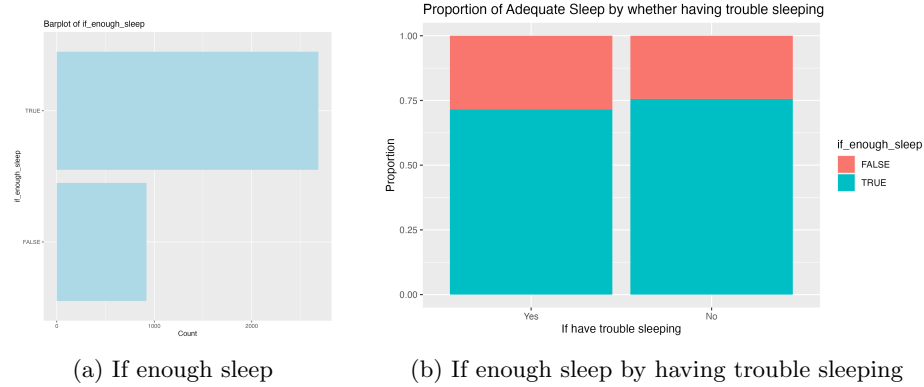 Barplot of if_enough_sleep
if_enough_sleep
TRUE
FALSE
0 1000 2000
Count
(a) If enough sleep
Proportion of Adequate Sleep by whether having trouble sleeping
Proportion
1.00
0.75
0.50
0.25
0.00
Yes No
If have trouble sleeping
if_enough_sleep
FALSE
TRUE
(b) If enough sleep by having trouble sleeping